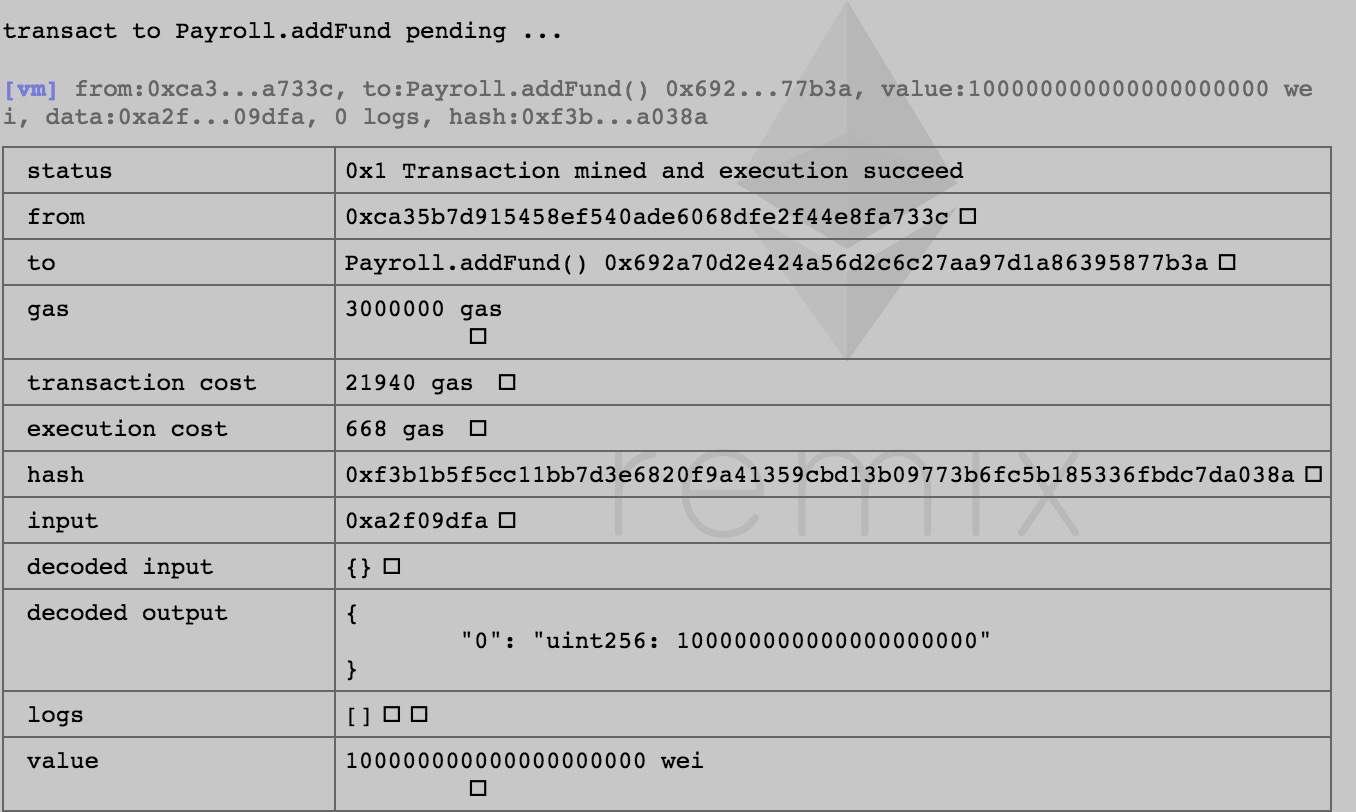 transact to Payroll.addFund pending ...
[vm] from:0xca3...a733c, to:Payroll.addFund() 0x692...77b3a, value:100000000000000000000 we
i, data:0xa2f...09dfa, 0 logs, hash:0xf3b...a038a
status 0x1 Transaction mined and execution succeed
from 0xca35b7d915458ef540ade6068dfe2f44e8fa733c
to Payroll.addFund() 0x692a70d2e424a56d2c6c27aa97d1a86395877b3a
gas 3000000 gas
transaction cost 21940 gas
execution cost 668 gas
hash 0xf3b1b5f5cc11bb7d3e6820f9a41359cbd13b09773b6fc5b185336fbdc7da038a
remix
input 0xa2f09dfa
decoded input {}
decoded output {
"0": "uint256: 100000000000000000000"
}
logs []
value 100000000000000000000 wei